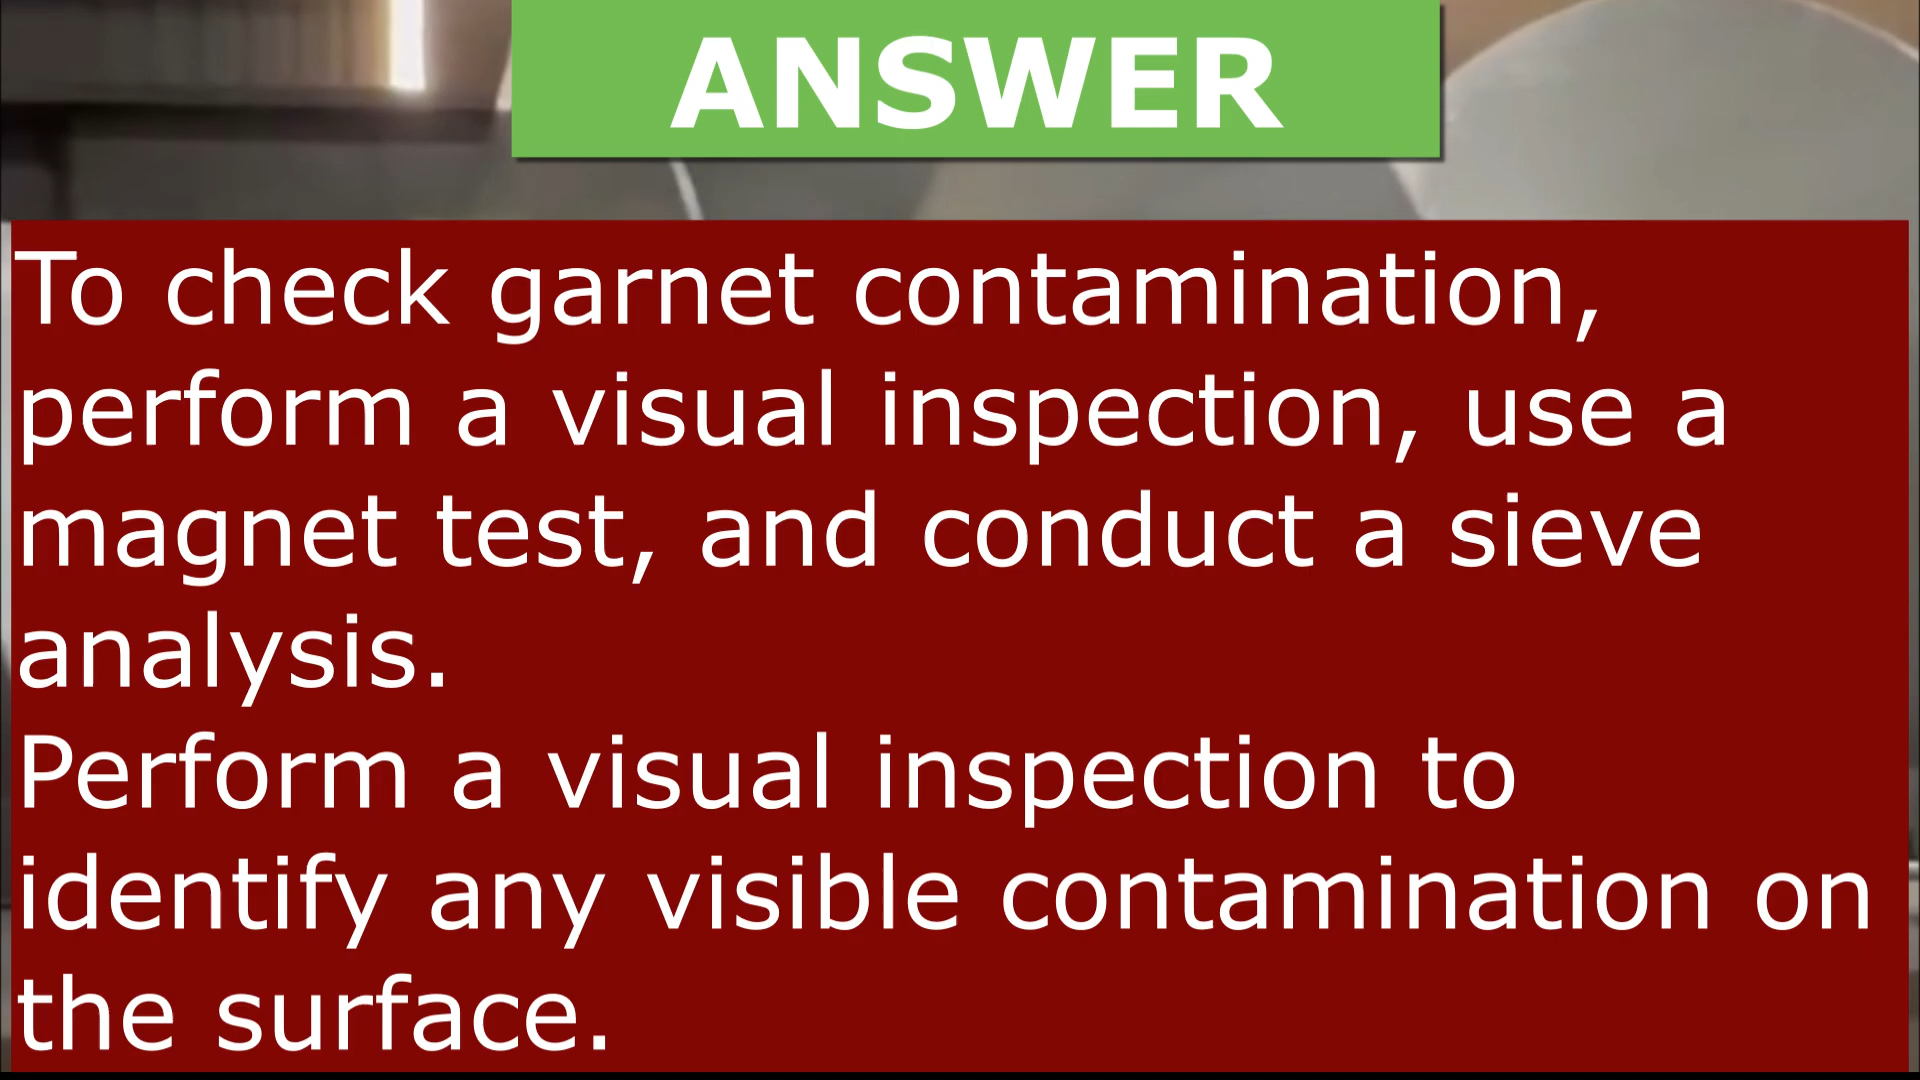 ANSWER
To check garnet contamination,
perform a visual inspection, use a
magnet test, and conduct a sieve
analysis.
Perform a visual inspection to
identify any visible contamination on
the surface.